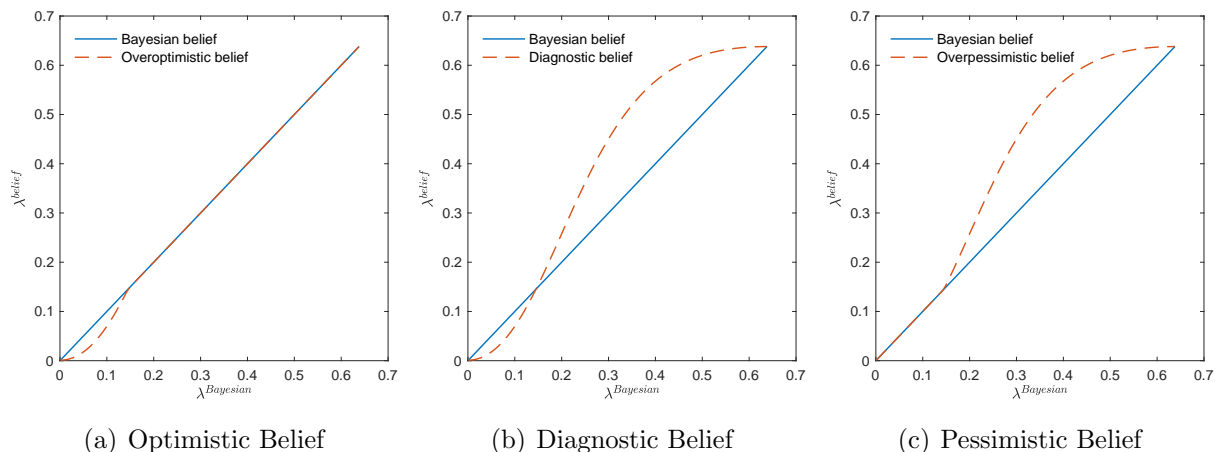 0.7
0.6
0.5
0.4
0.3
0.2
0.1
0
λ^belief
Bayesian belief
Overoptimistic belief
0 0.1 0.2 0.3 0.4 0.5 0.6 0.7
λ^Bayesian
(a) Optimistic Belief
0.7
0.6
0.5
0.4
0.3
0.2
0.1
0
λ^belief
Bayesian belief
Diagnostic belief
0 0.1 0.2 0.3 0.4 0.5 0.6 0.7
λ^Bayesian
(b) Diagnostic Belief
0.7
0.6
0.5
0.4
0.3
0.2
0.1
0
λ^belief
Bayesian belief
Overpessimistic belief
0 0.1 0.2 0.3 0.4 0.5 0.6 0.7
λ^Bayesian
(c) Pessimistic Belief